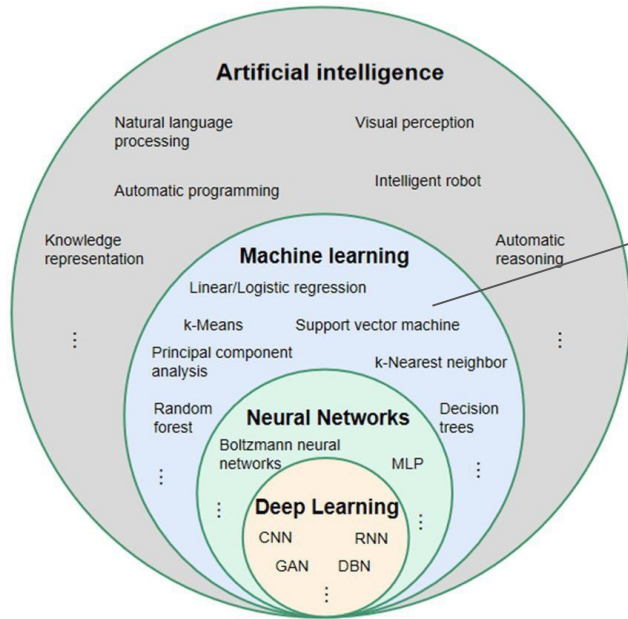 Artificial intelligence
Natural language
processing
Visual perception
Automatic programming
Intelligent robot
Knowledge
representation
Automatic
reasoning
Machine learning
Linear/Logistic regression
k-Means
Support vector machine
Principal component
analysis
k-Nearest neighbor
Random
forest
Neural Networks
Decision
trees
Boltzmann neural
networks
MLP
Deep Learning
CNN
RNN
GAN
DBN